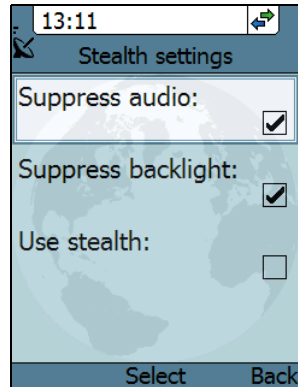 13:11
Stealth settings
Suppress audio:
Suppress backlight:
Use stealth:
Select Back